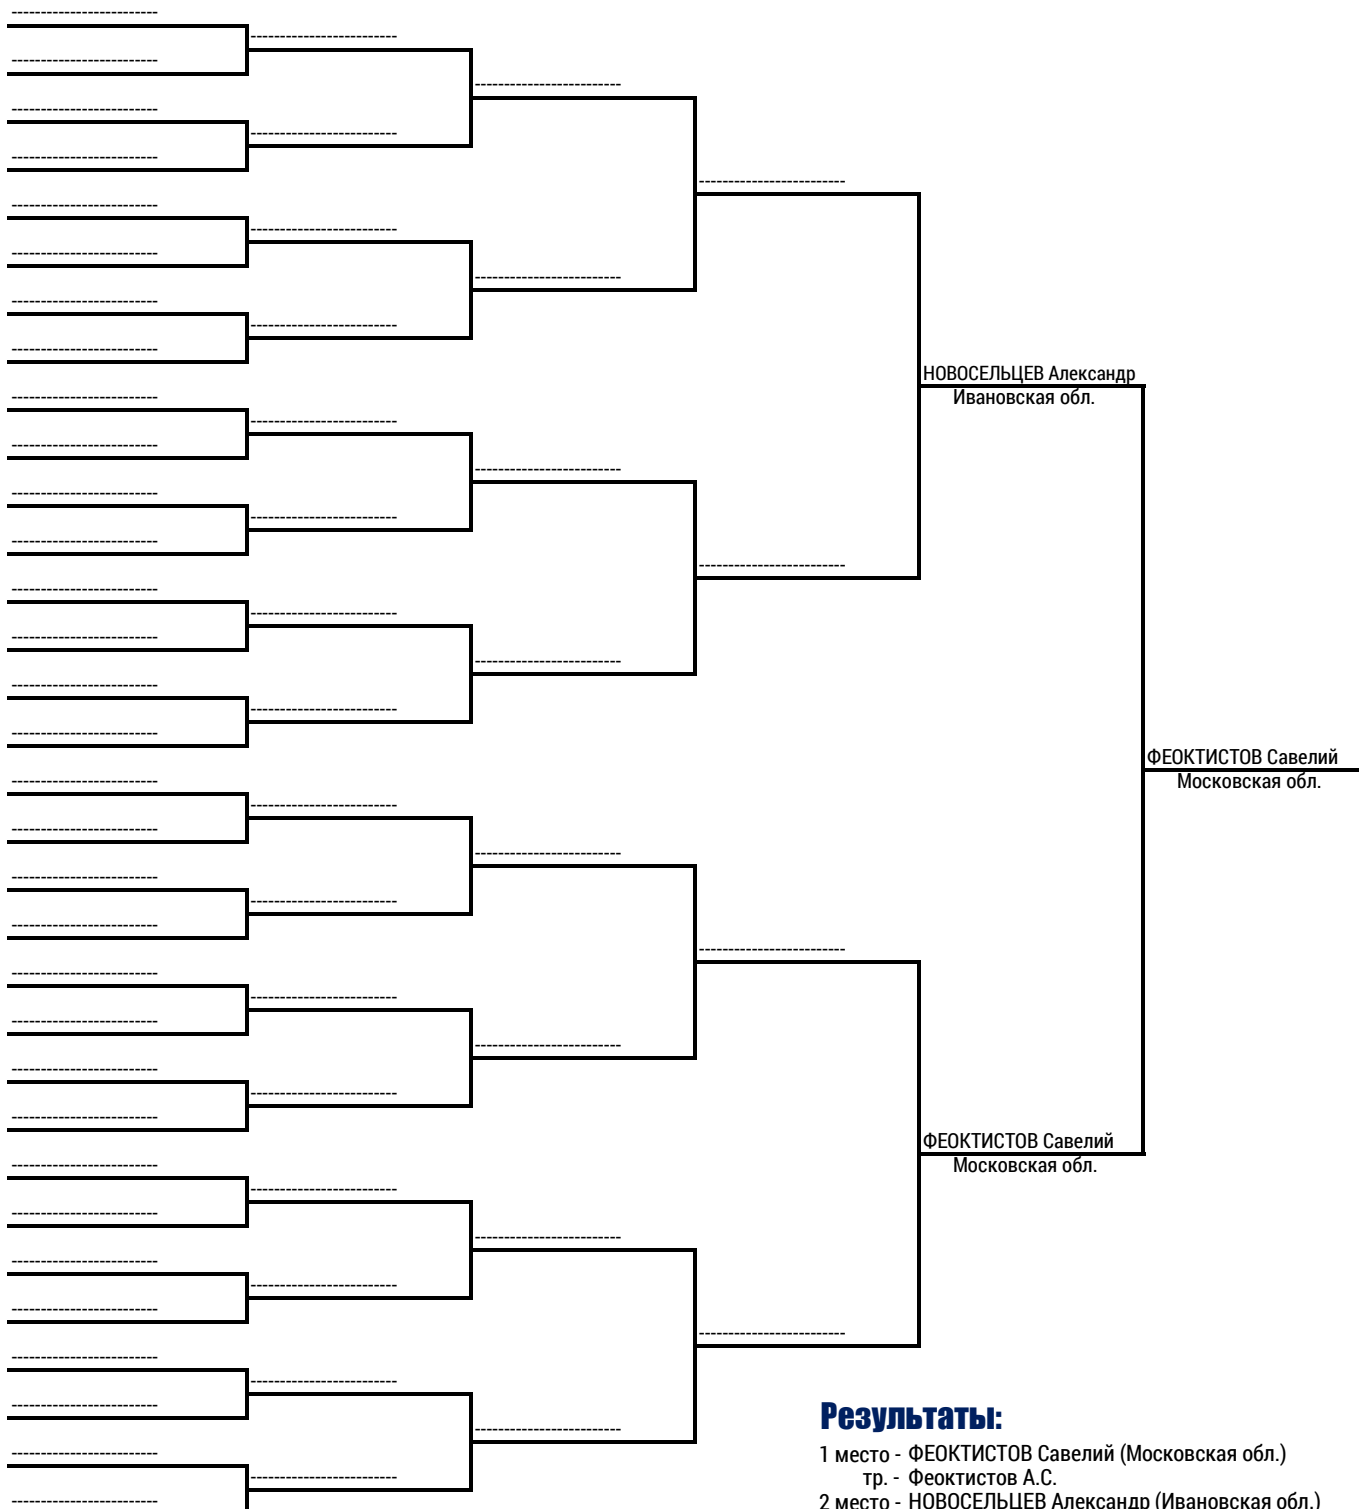 НОВОСЕЛЬЦЕВ Александр
Ивановская обл.
ФЕОКТИСТОВ Савелий
Московская обл.
ФЕОКТИСТОВ Савелий
Московская обл.
Результаты:
1 место - ФЕОКТИСТОВ Савелий (Московская обл.)
тр. - Феоктистов А.С.
2 место - НОВОСЕЛЬЦЕВ Александр (Ивановская обл.)